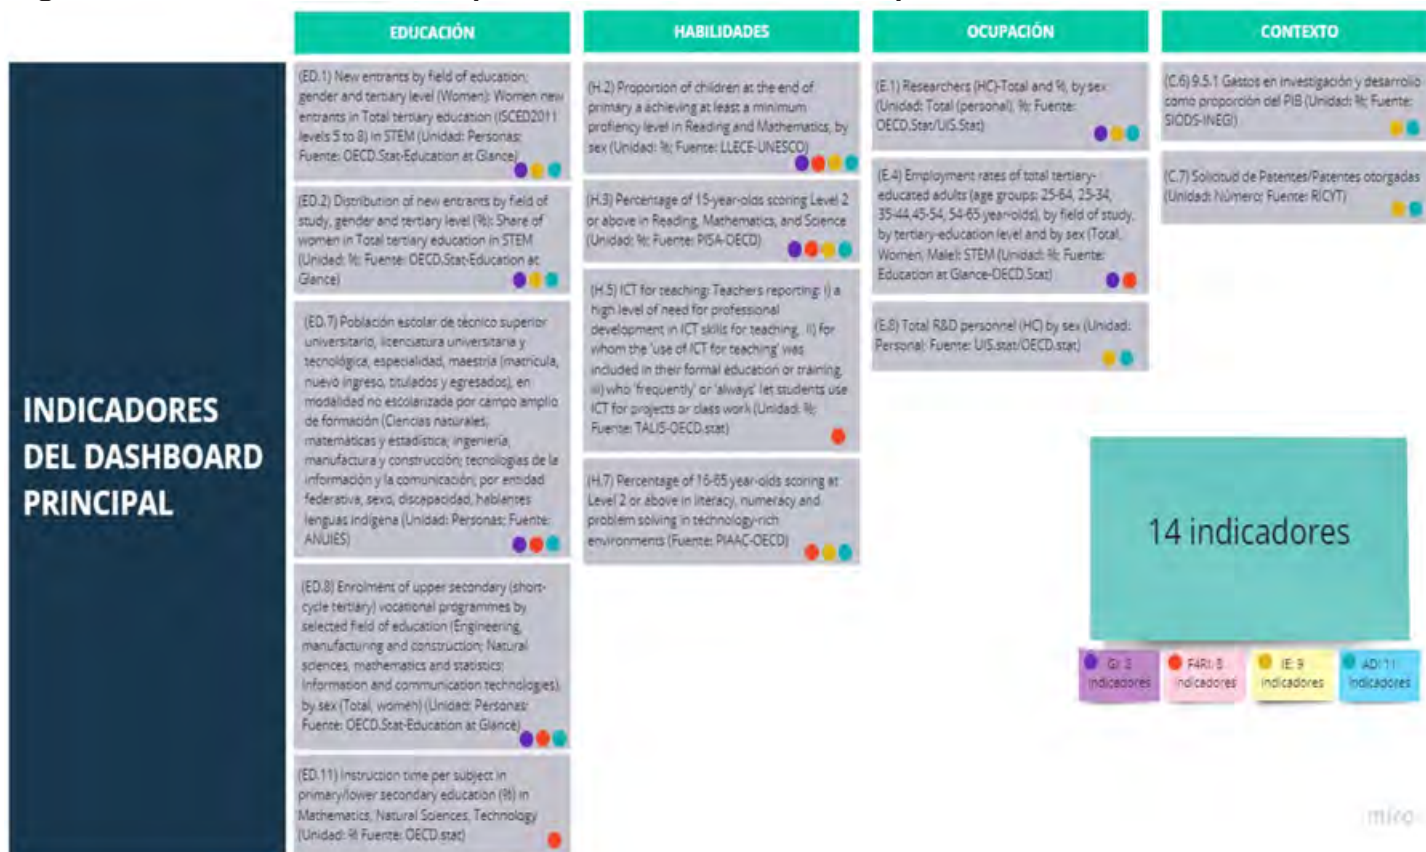 EDUCACIÓN
HABILIDADES
OCUPACIÓN
CONTEXTO
INDICADORES
DEL DASHBOARD
PRINCIPAL
(ED.1) New entrants by field of education;
gender and tertiary level (Women): Women new
entrants in Total tertiary education (ISCED2011
levels 5 to 8) in STEM (Unidad: Personas;
Fuente: OECD.Stat-Education at Glance)
(ED.2) Distribution of new entrants by field of
study, gender and tertiary level (%): Share of
women in Total tertiary education in STEM
(Unidad: %; Fuente: OECD.Stat-Education at
Glance)
(ED.7) Población escolar de técnico superior
universitario, licenciatura universitaria y
tecnológica, especialidad, maestría (matrícula,
nuevo ingreso, titulados y egresados), en
modalidad no escolarizada por campo amplio
de formación (Ciencias naturales,
matemáticas y estadística; ingeniería,
manufactura y construcción; tecnologías de la
información y la comunicación; por entidad
federativa, sexo, discapacidad, hablantes
lenguas indígena (Unidad: Personas; Fuente:
ANUIES)
(ED.8) Enrolment of upper secondary (short-
cycle tertiary) vocational programmes by
selected field of education (Engineering,
manufacturing and construction; Natural
sciences, mathematics and statistics;
Information and communication technologies),
by sex (Total, women) (Unidad: Personas;
Fuente: OECD.Stat-Education at Glance)
(ED.11) Instruction time per subject in
primary/lower secondary education (%) in
Mathematics, Natural Sciences, Technology
(Unidad: % Fuente: OECD.stat)
(H.2) Proportion of children at the end of
primary a achieving at least a minimum
profiency level in Reading and Mathematics, by
sex (Unidad: %; Fuente: LLECE-UNESCO)
(H.3) Percentage of 15-year-olds scoring Level 2
or above in Reading, Mathematics, and Science
(Unidad: %; Fuente: PISA-OECD)
(H.5) ICT for teaching: Teachers reporting: i) a
high level of need for professional
development in ICT skills for teaching, ii) for
whom the 'use of ICT for teaching' was
included in their formal education or training,
iii) who 'frequently' or 'always' let students use
ICT for projects or class work (Unidad: %;
Fuente: TALIS-OECD.stat)
(H.7) Percentage of 16-65 year-olds scoring at
Level 2 or above in literacy, numeracy and
problem solving in technology-rich
environments (Fuente: PIAAC-OECD)
(E.1) Researchers (HC)-Total and %, by sex
(Unidad: Total (personal), %; Fuente:
OECD.Stat/UIS.Stat)
(E.4) Employment rates of total tertiary-
educated adults (age groups: 25-64, 25-34,
35-44,45-54, 54-65 year-olds), by field of study,
by tertiary-education level and by sex (Total,
Women, Male): STEM (Unidad: %; Fuente:
Education at Glance-OECD.Stat)
(E.8) Total R&D personnel (HC) by sex (Unidad:
Personal; Fuente: UIS.stat/OECD.stat)
(C.6) 9.5.1 Gastos en investigación y desarrollo
como proporción del PIB (Unidad: %; Fuente:
SIODS-INEGI)
(C.7) Solicitud de Patentes/Patentes otorgadas
(Unidad: Número; Fuente: RICYT)
14 indicadores
indicadores
indicadores
IE: 9
indicadores
ADI:11
indicadores
miro